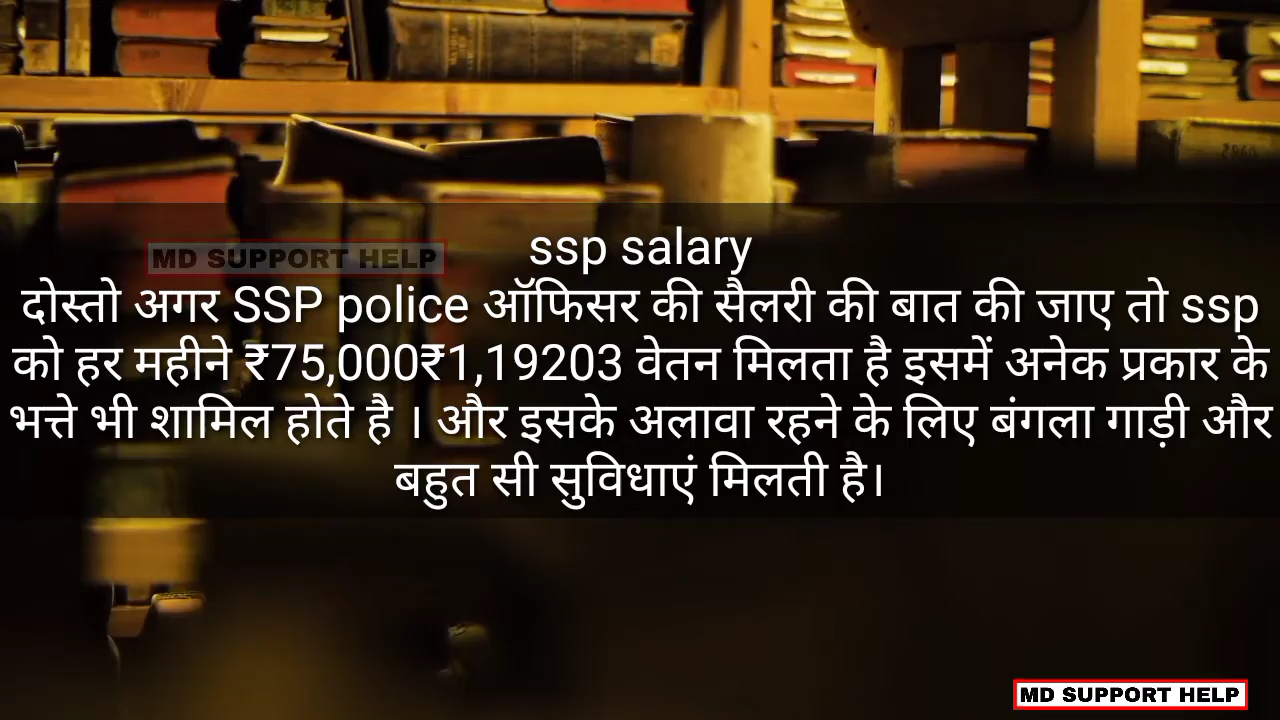 ssp salary
MD SUPPORT HELP
दोस्तो अगर SSP police ऑफिसर की सैलरी की बात की जाए तो ssp
को हर महीने ₹75,000₹1,19203 वेतन मिलता है इसमें अनेक प्रकार के
भत्ते भी शामिल होते है । और इसके अलावा रहने के लिए बंगला गाड़ी और
बहुत सी सुविधाएं मिलती है।
MD SUPPORT HELP